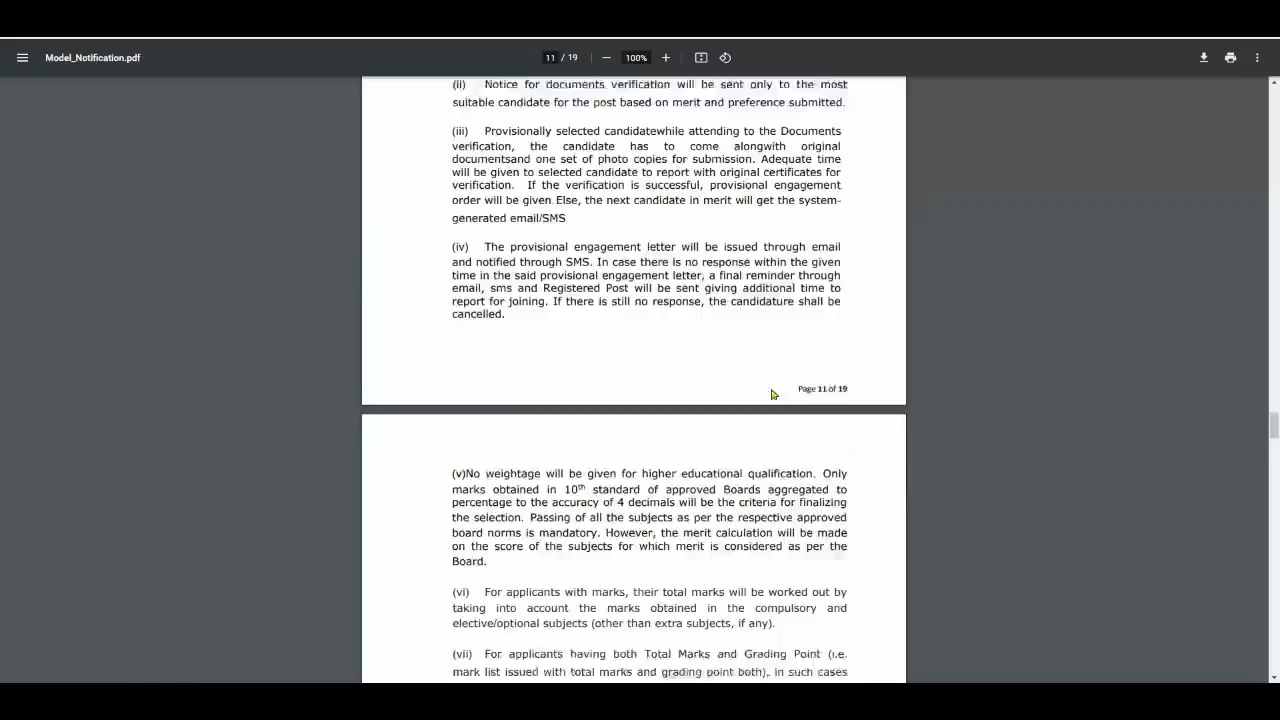 Model_Notification.pdf
11 / 19
100%
(ii) Notice for documents verification will be sent only to the most
suitable candidate for the post based on merit and preference submitted.
(iii) Provisionally selected candidatewhile attending to the Documents
verification, the candidate has to come alongwith original
documentsand one set of photo copies for submission. Adequate time
will be given to selected candidate to report with original certificates for
verification. If the verification is successful, provisional engagement
order will be given. Else, the next candidate in merit will get the system-
generated email/SMS
(iv) The provisional engagement letter will be issued through email
and notified through SMS. In case there is no response within the given
time in the said provisional engagement letter, a final reminder through
email, sms and Registered Post will be sent giving additional time to
report for joining. If there is still no response, the candidature shall be
cancelled.
Page 11 of 19
(v)No weightage will be given for higher educational qualification. Only
marks obtained in 10th standard of approved Boards aggregated to
percentage to the accuracy of 4 decimals will be the criteria for finalizing
the selection. Passing of all the subjects as per the respective approved
board norms is mandatory. However, the merit calculation will be made
on the score of the subjects for which merit is considered as per the
Board.
(vi) For applicants with marks, their total marks will be worked out by
taking into account the marks obtained in the compulsory and
elective/optional subjects (other than extra subjects, if any).
(vii) For applicants having both Total Marks and Grading Point (i.e.
mark list issued with total marks and grading point both), in such cases